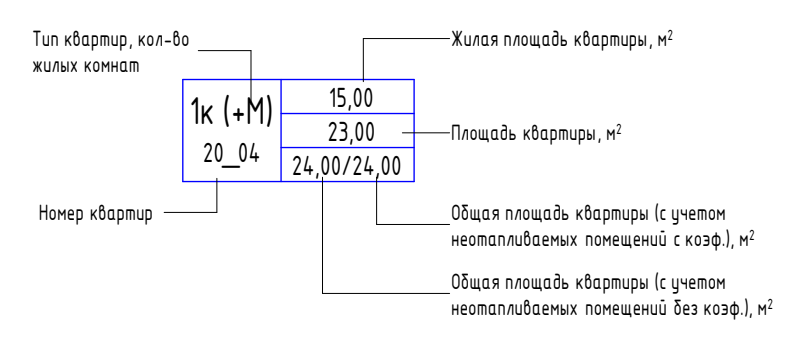 Тип квартир, кол-во
жилых комнат
Жилая площадь квартиры, м²
1к (+М)
15,00
23,00
Площадь квартиры, м²
20_04
24,00/24,00
Номер квартир
Общая площадь квартиры (с учетом
неотапливаемых помещений с коэф.), м²
Общая площадь квартиры (с учетом
неотапливаемых помещений без коэф.), м²